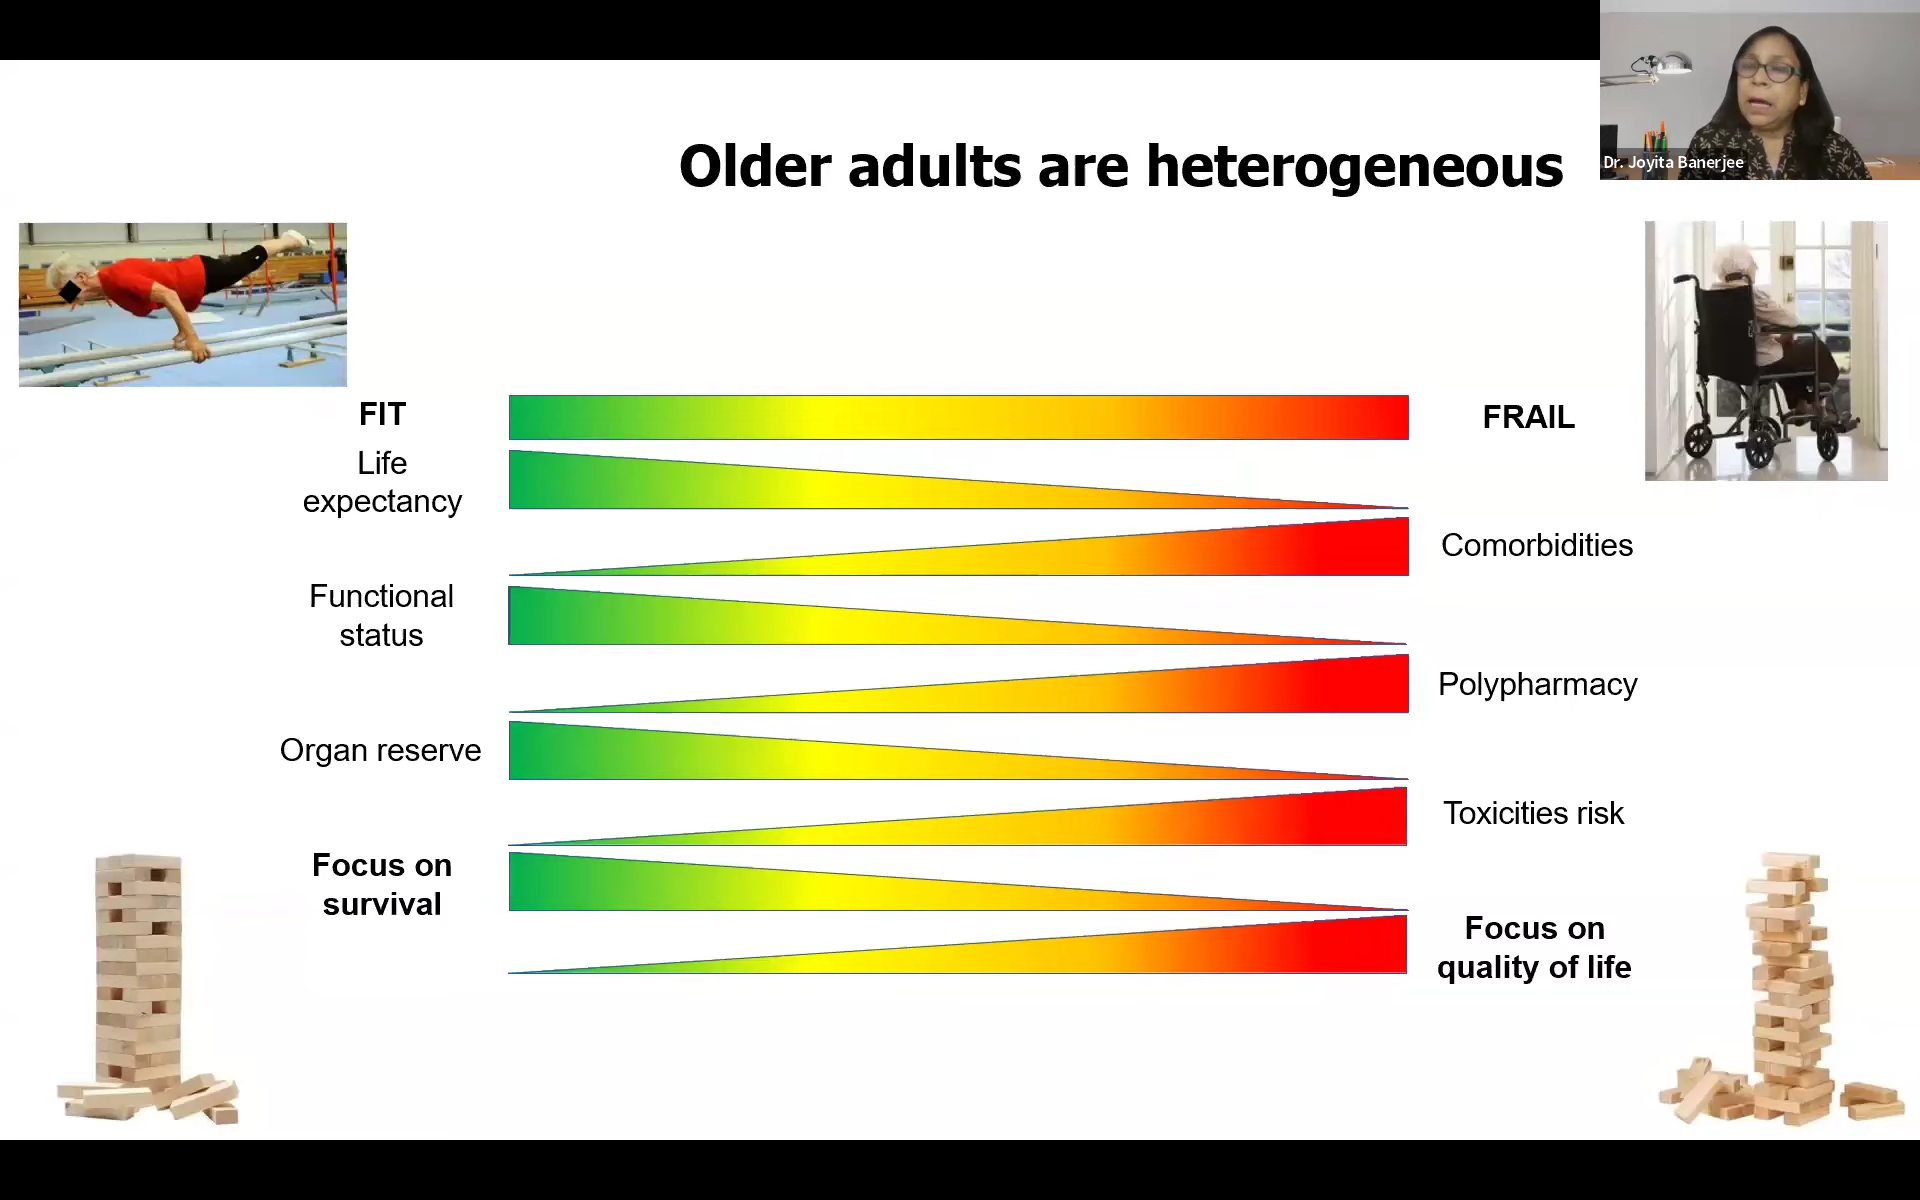 Dr. Joyita Banerjee
Older adults are heterogeneous
FIT
FRAIL
Life
expectancy
Comorbidities
Functional
status
Polypharmacy
Organ reserve
Toxicities risk
Focus on
survival
Focus on
quality of life